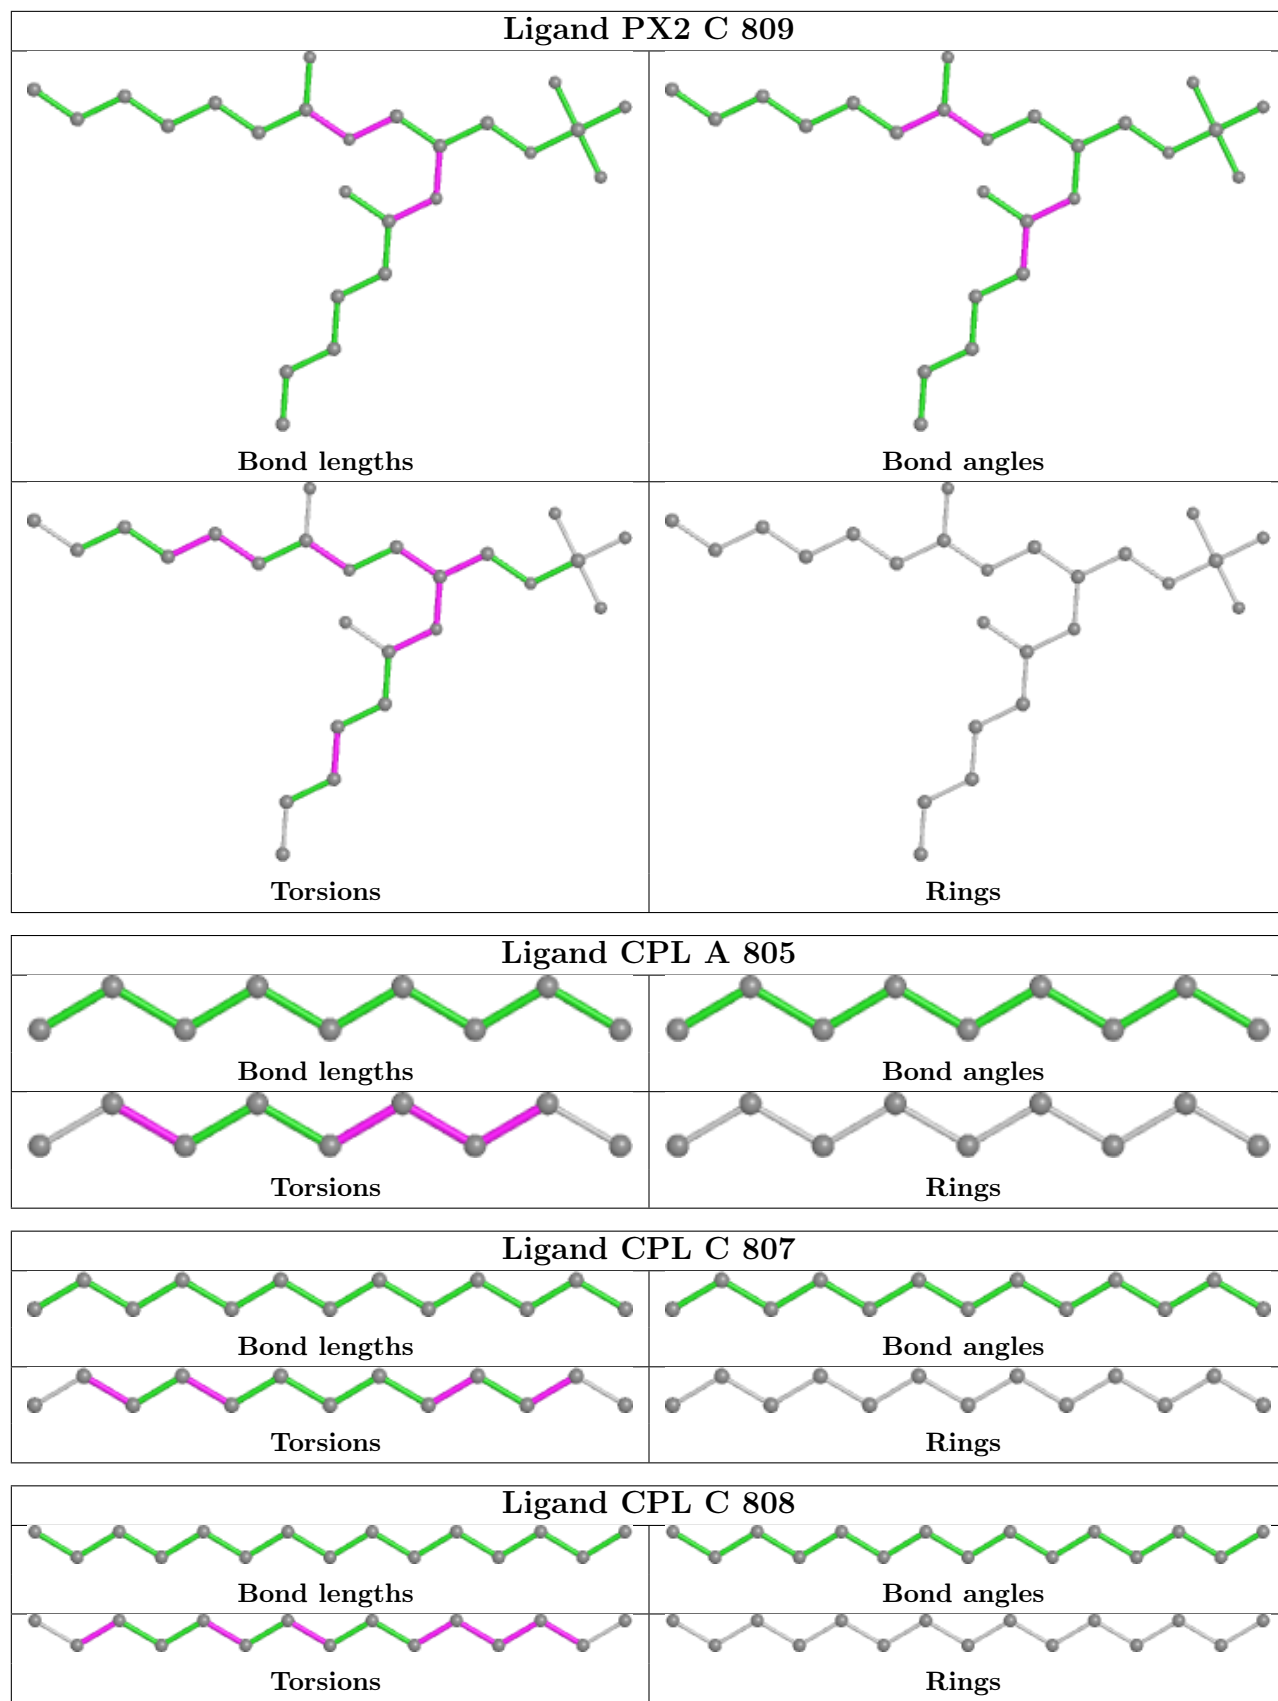 Ligand PX2 C 809
Bond lengths
Bond angles
Torsions
Rings
Ligand CPL A 805
Bond lengths
Bond angles
Torsions
Rings
Ligand CPL C 807
Bond lengths
Bond angles
Torsions
Rings
Ligand CPL C 808
Bond lengths
Bond angles
Torsions
Rings